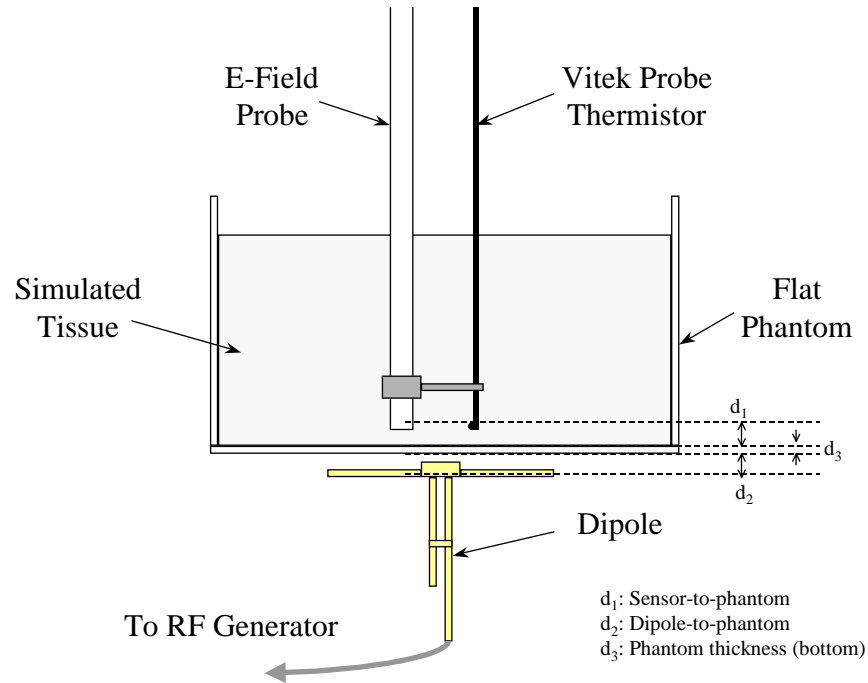 E-Field
Probe
Vitek Probe
Thermistor
Simulated
Tissue
Flat
Phantom
d₁
d₃
d₂
Dipole
To RF Generator
d₁: Sensor-to-phantom
d₂: Dipole-to-phantom
d₃: Phantom thickness (bottom)